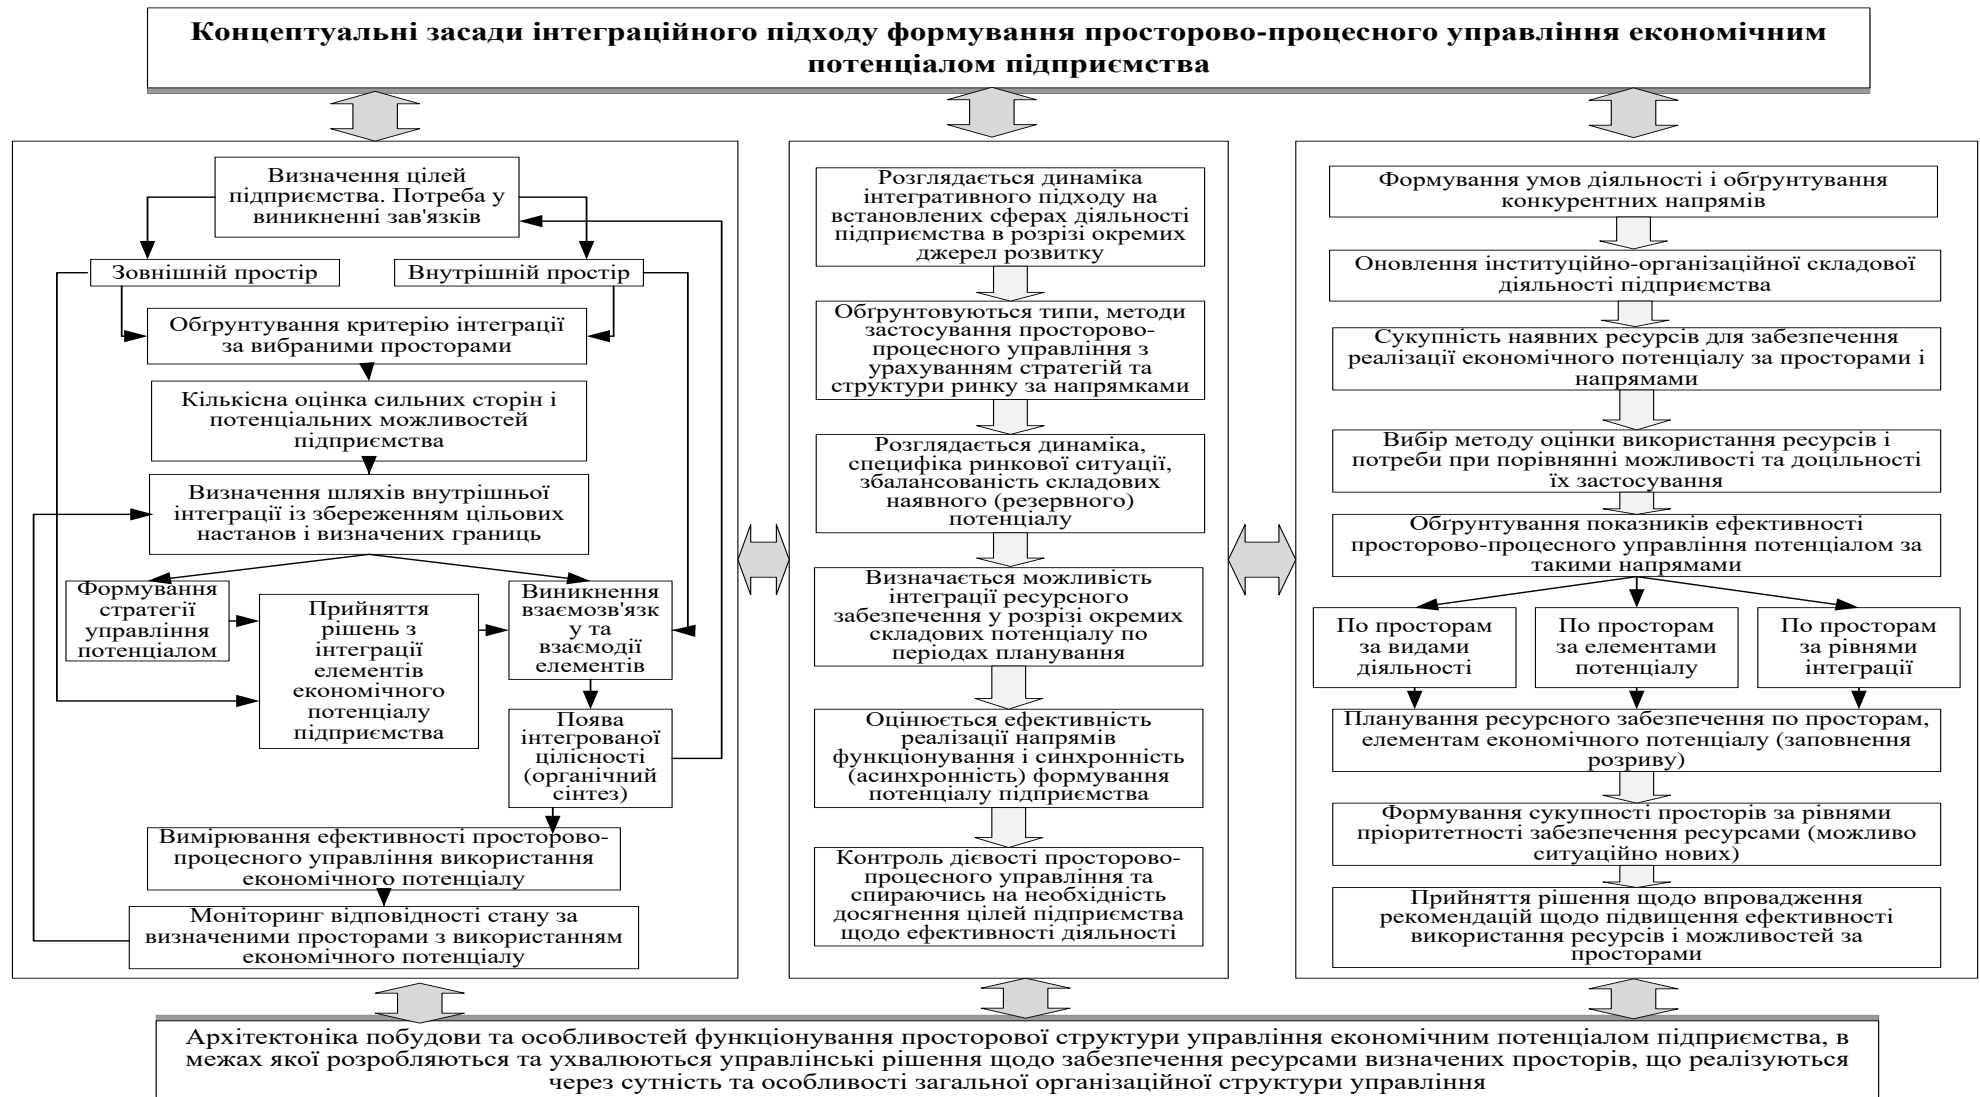 Концептуальні засади інтеграційного підходу формування просторово-процесного управління економічним
потенціалом підприємства
Визначення цілей
підприємства. Потреба у
виникненні зав'язків
Зовнішній простір
Внутрішній простір
Обґрунтування критерію інтеграції
за вибраними просторами
Кількісна оцінка сильних сторін і
потенціальних можливостей
підприємства
Визначення шляхів внутрішньої
інтеграції із збереженням цільових
настанов і визначених границь
Формування
стратегії
управління
потенціалом
Прийняття
рішень з
інтеграції
елементів
економічного
потенціалу
підприємства
Виникнення
взаємозв'язк
у та
взаємодії
елементів
Поява
інтегрованої
цілісності
(органічний
сінтез)
Вимірювання ефективності просторово-
процесного управління використання
економічного потенціалу
Моніторинг відповідності стану за
визначеними просторами з використанням
економічного потенціалу
Розглядається динаміка
інтегративного підходу на
встановлених сферах діяльності
підприємства в розрізі окремих
джерел розвитку
Обґрунтовуються типи, методи
застосування просторово-
процесного управління з
урахуванням стратегій та
структури ринку за напрямками
Розглядається динаміка,
специфіка ринкової ситуації,
збалансованість складових
наявного (резервного)
потенціалу
Визначається можливість
інтеграції ресурсного
забезпечення у розрізі окремих
складових потенціалу по
періодах планування
Оцінюється ефективність
реалізації напрямів
функціонування і синхронність
(асинхронність) формування
потенціалу підприємства
Контроль дієвості просторово-
процесного управління та
спираючись на необхідність
досягнення цілей підприємства
щодо ефективності діяльності
Формування умов діяльності і обґрунтування
конкурентних напрямів
Оновлення інституційно-організаційної складової
діяльності підприємства
Сукупність наявних ресурсів для забезпечення
реалізації економічного потенціалу за просторами і
напрямами
Вибір методу оцінки використання ресурсів і
потреби при порівнянні можливості та доцільності
їх застосування
Обґрунтування показників ефективності
просторово-процесного управління потенціалом за
такими напрямами
По просторам
за видами
діяльності
По просторам
за елементами
потенціалу
По просторам
за рівнями
інтеграції
Планування ресурсного забезпечення по просторам,
елементам економічного потенціалу (заповнення
розриву)
Формування сукупності просторів за рівнями
пріоритетності забезпечення ресурсами (можливо
ситуаційно нових)
Прийняття рішення щодо впровадження
рекомендацій щодо підвищення ефективності
використання ресурсів і можливостей за
просторами
Архітектоніка побудови та особливостей функціонування просторової структури управління економічним потенціалом підприємства, в
межах якої розробляються та ухвалюються управлінські рішення щодо забезпечення ресурсами визначених просторів, що реалізуються
через сутність та особливості загальної організаційної структури управління